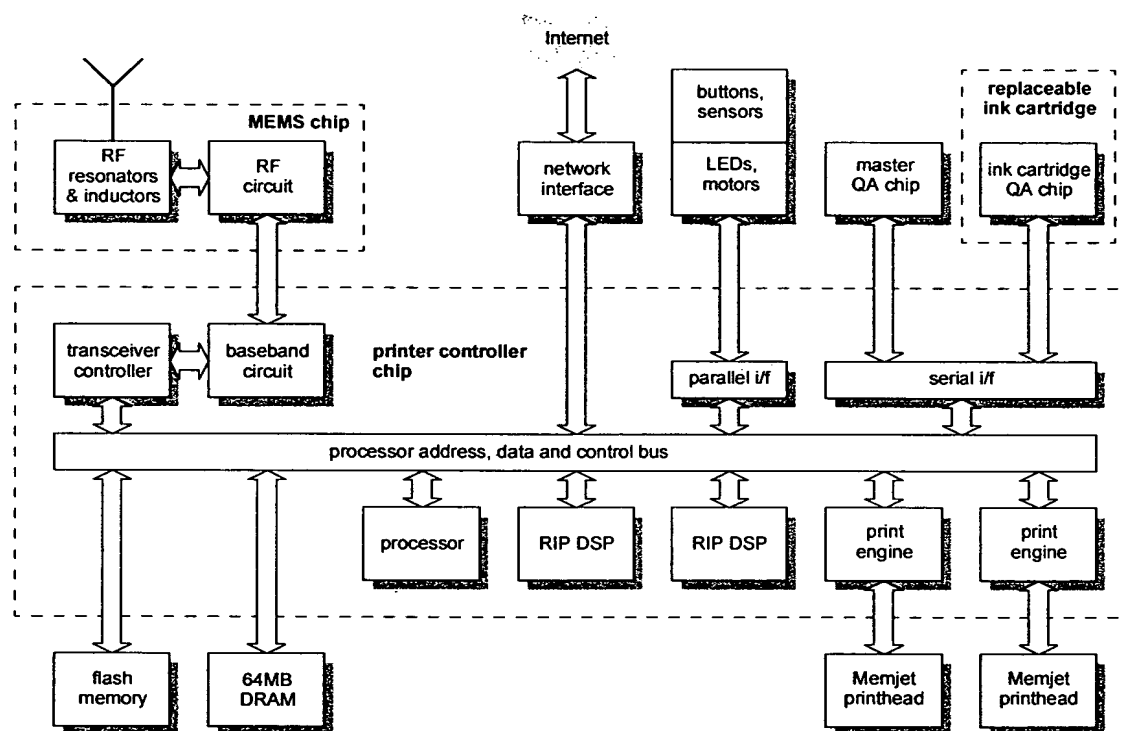 Internet
MEMS chip
RF
resonators
& inductors
RF
circuit
network
interface
buttons,
sensors
LEDs,
motors
master
QA chip
replaceable
ink cartridge
ink cartridge
QA chip
transceiver
controller
baseband
circuit
printer controller
chip
parallel i/f
serial i/f
processor address, data and control bus
processor
RIP DSP
RIP DSP
print
engine
print
engine
flash
memory
64MB
DRAM
Memjet
printhead
Memjet
printhead